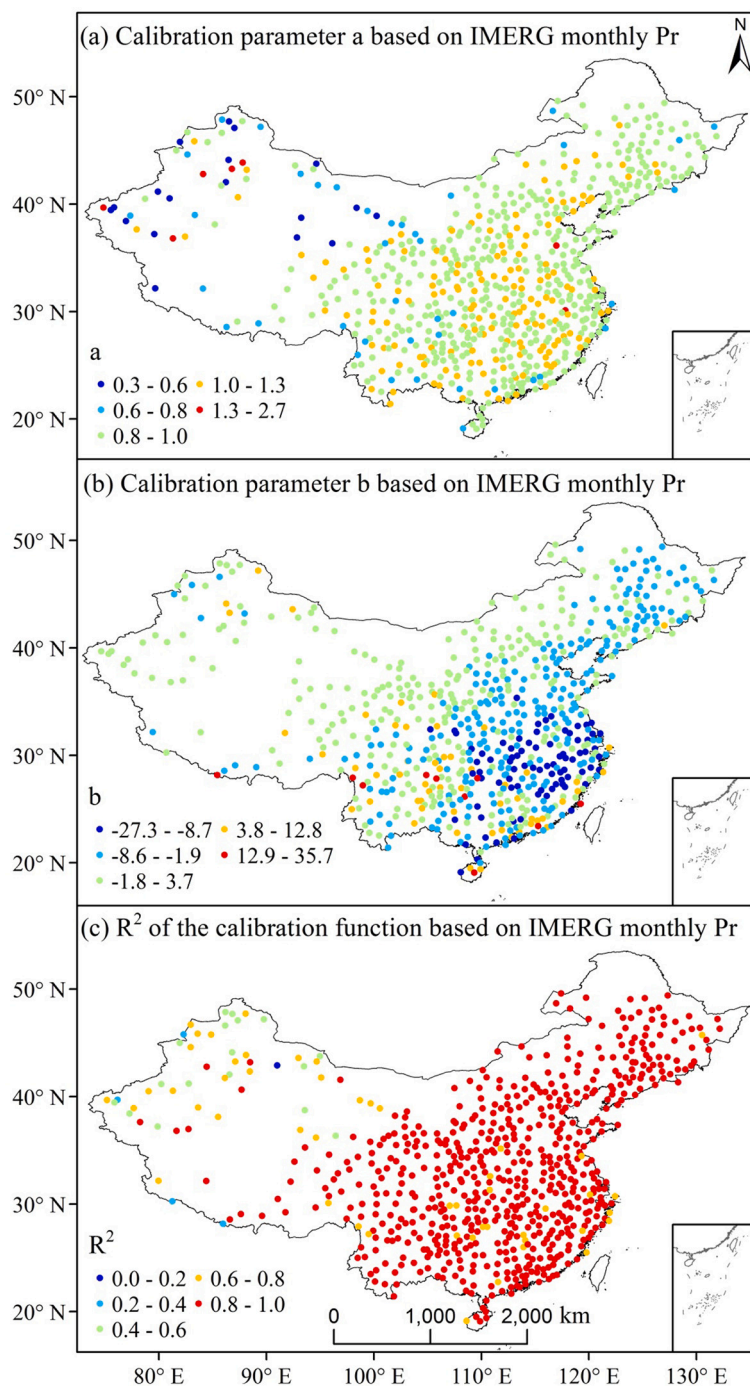 (a) Calibration parameter a based on IMERG monthly Pr
N
50° N
40° N
30° N
20° N
a
0.3 - 0.6
1.0 - 1.3
0.6 - 0.8
1.3 - 2.7
0.8 - 1.0
(b) Calibration parameter b based on IMERG monthly Pr
50° N
40° N
30° N
20° N
b
-27.3 - -8.7
3.8 - 12.8
-8.6 - -1.9
12.9 - 35.7
-1.8 - 3.7
(c) R² of the calibration function based on IMERG monthly Pr
50° N
40° N
30° N
20° N
R²
0.0 - 0.2
0.6 - 0.8
0.2 - 0.4
0.8 - 1.0
0.4 - 0.6
0 1,000 2,000 km
80° E 90° E 100° E 110° E 120° E 130° E